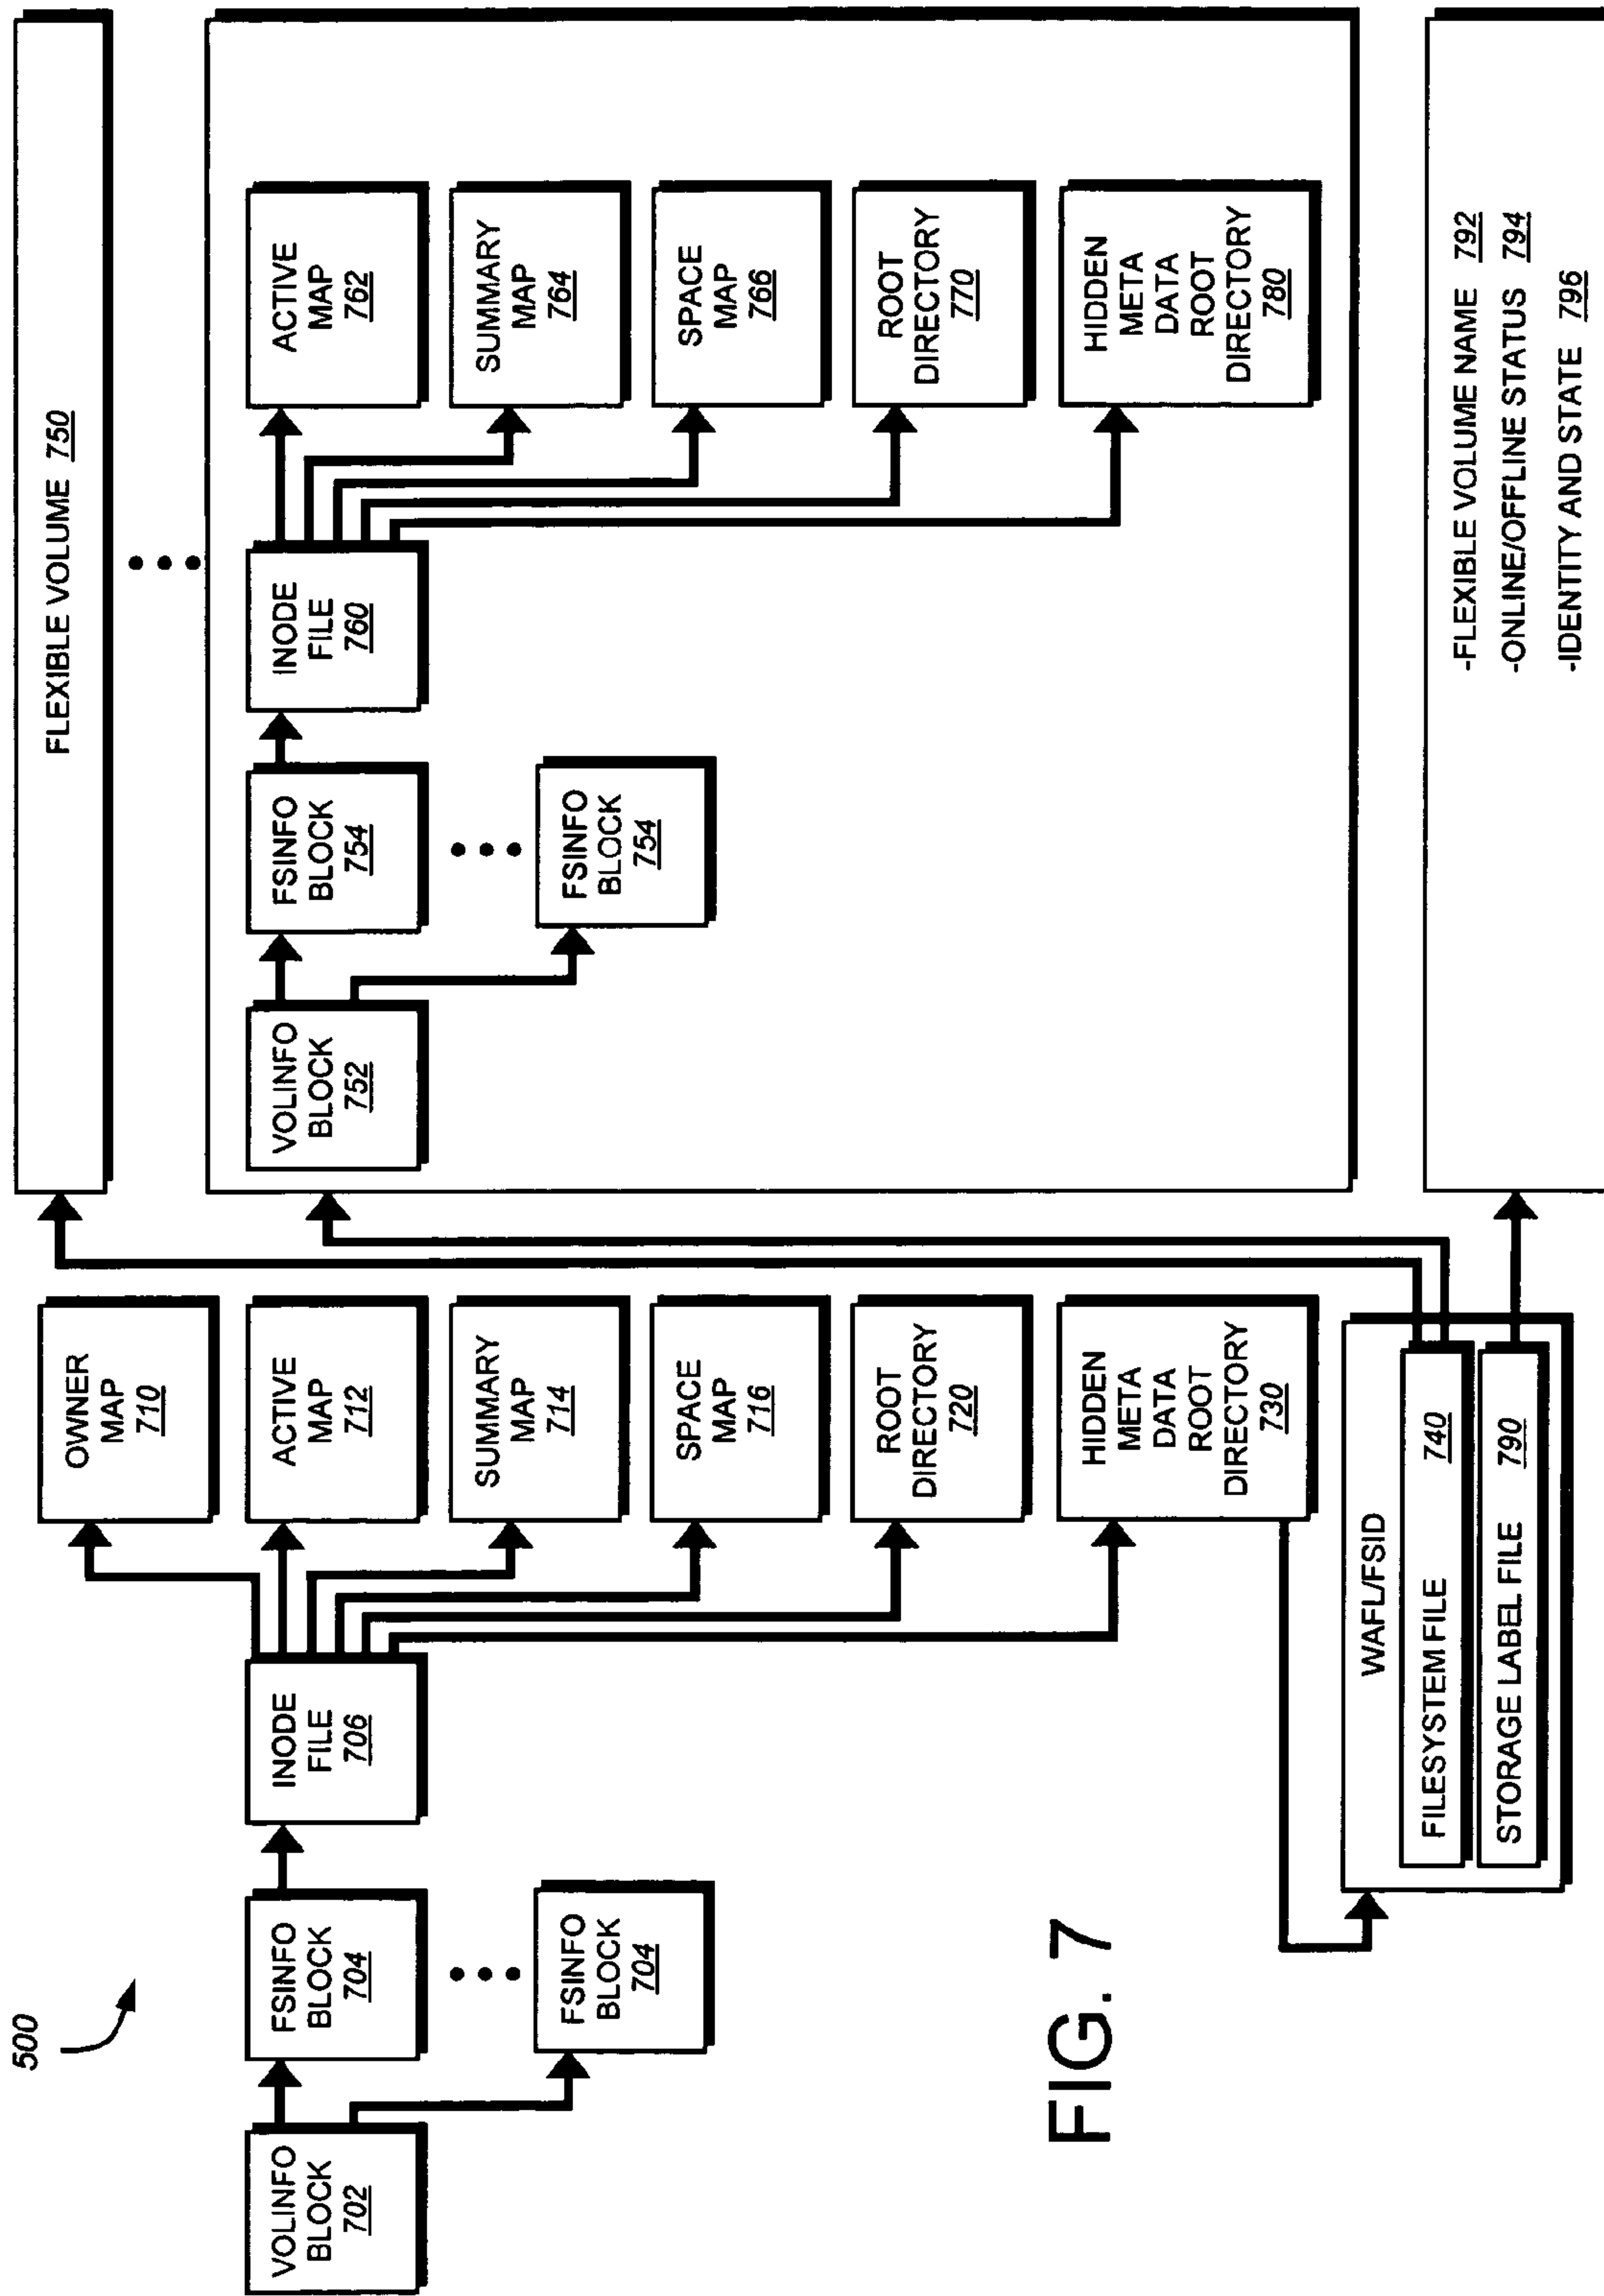 500
VOLINFO
BLOCK
702
FSINFO
BLOCK
704
FSINFO
BLOCK
704
INODE
FILE
706
OWNER
MAP
710
ACTIVE
MAP
712
SUMMARY
MAP
714
SPACE
MAP
716
ROOT
DIRECTORY
720
HIDDEN
META
DATA
ROOT
DIRECTORY
730
WAFL/FSID
FILESYSTEM FILE 740
STORAGE LABEL FILE 790
FLEXIBLE VOLUME 750
VOLINFO
BLOCK
752
FSINFO
BLOCK
754
FSINFO
BLOCK
754
INODE
FILE
760
ACTIVE
MAP
762
SUMMARY
MAP
764
SPACE
MAP
766
ROOT
DIRECTORY
770
HIDDEN
META
DATA
ROOT
DIRECTORY
780
-FLEXIBLE VOLUME NAME 792
-ONLINE/OFFLINE STATUS 794
-IDENTITY AND STATE 796
FIG. 7